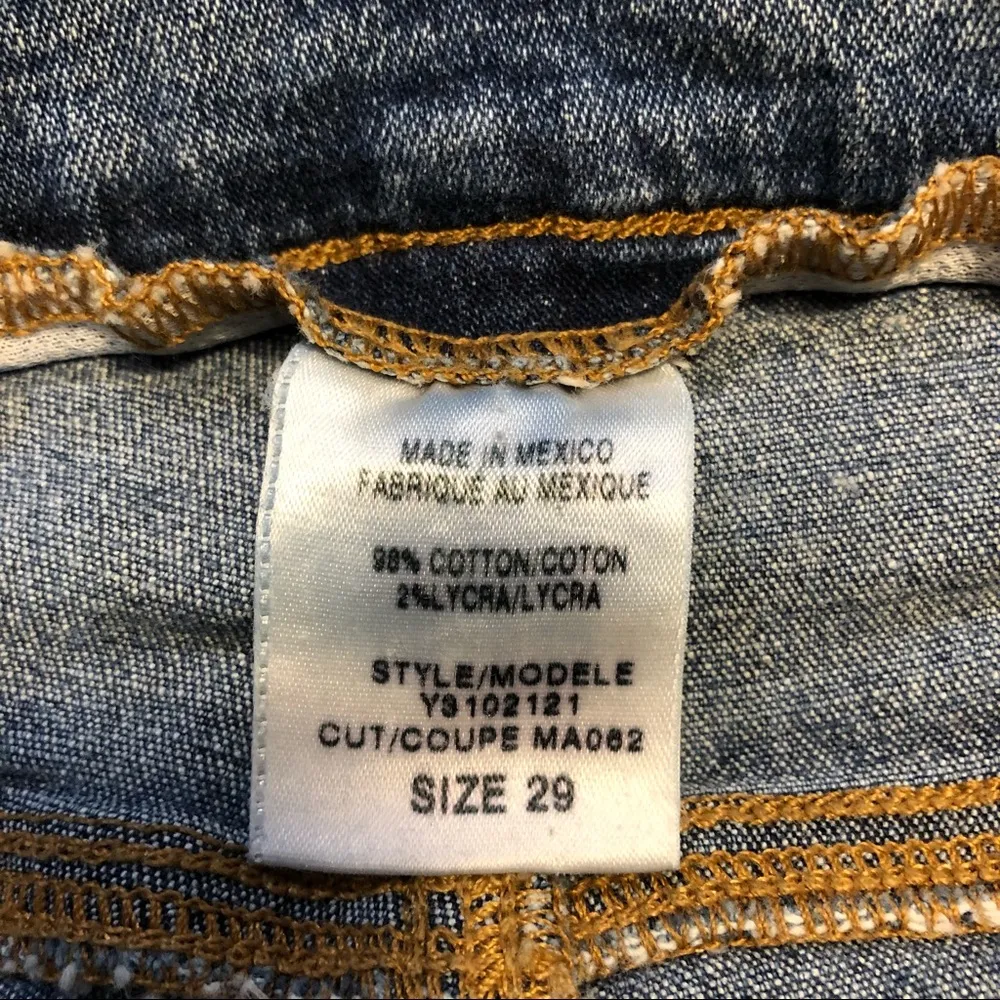 MADE IN MEXICO
FABRIQUE AU MEXIQUE
98% COTTON/COTON
2%LYCRA/LYCRA
STYLE/MODELE
YS102121
CUT/COUPE MA062
SIZE 29